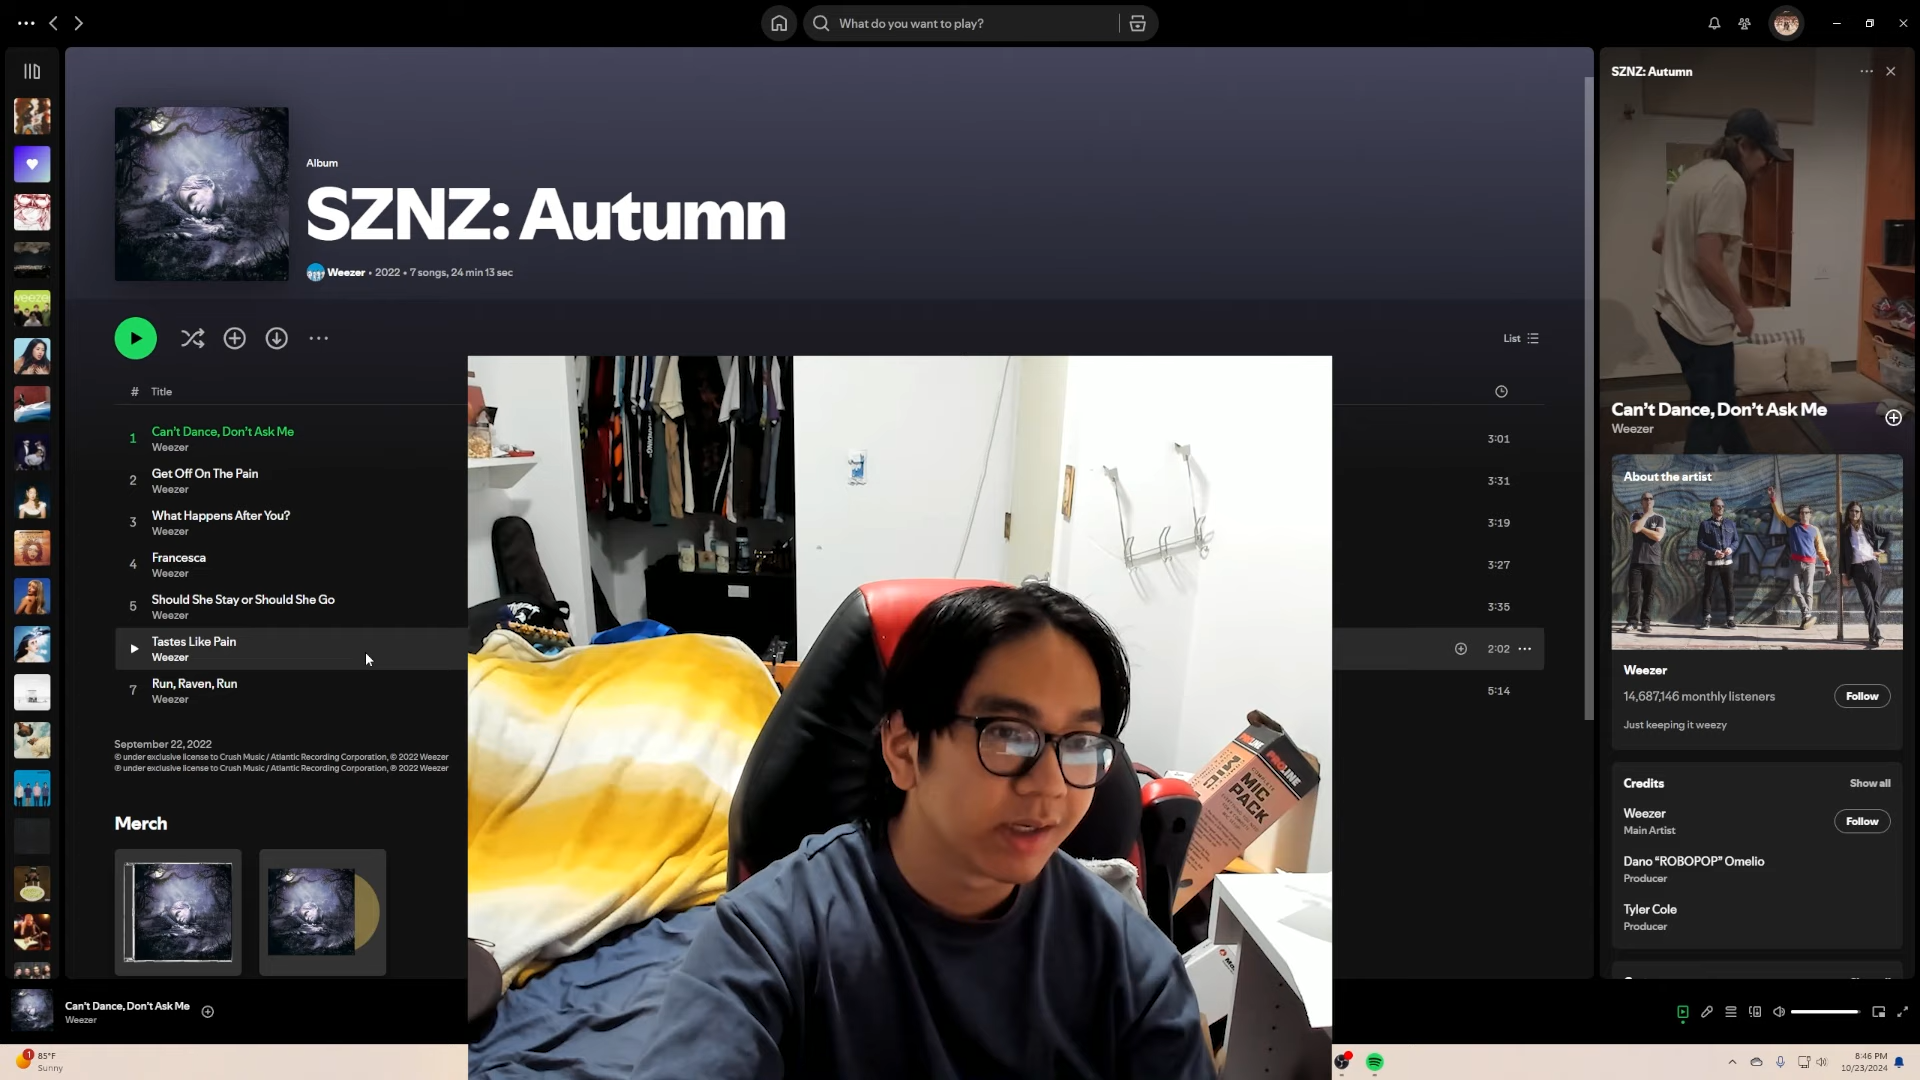 What do you want to play?
Album
SZNZ: Autumn
Weezer • 2022 • 7 songs, 24 min 13 sec
List
# Title
1 Can't Dance, Don't Ask Me 3:01
Weezer
2 Get Off On The Pain 3:31
Weezer
3 What Happens After You? 3:19
Weezer
4 Francesca 3:27
Weezer
5 Should She Stay or Should She Go 3:35
Weezer
Tastes Like Pain 2:02
Weezer
7 Run, Raven, Run 5:14
Weezer
September 22, 2022
© under exclusive license to Crush Music / Atlantic Recording Corporation, © 2022 Weezer
℗ under exclusive license to Crush Music / Atlantic Recording Corporation, ℗ 2022 Weezer
Merch
SZNZ: Autumn
Can't Dance, Don't Ask Me
Weezer
About the artist
Weezer
14,687,146 monthly listeners
Follow
Just keeping it weezy
Credits
Show all
Weezer
Main Artist
Follow
Dano “ROBOPOP” Omelio
Producer
Tyler Cole
Producer
PROLINE
MIC
PACK
Can't Dance, Don't Ask Me
Weezer
1
85°F
Sunny
8:46 PM
10/23/2024